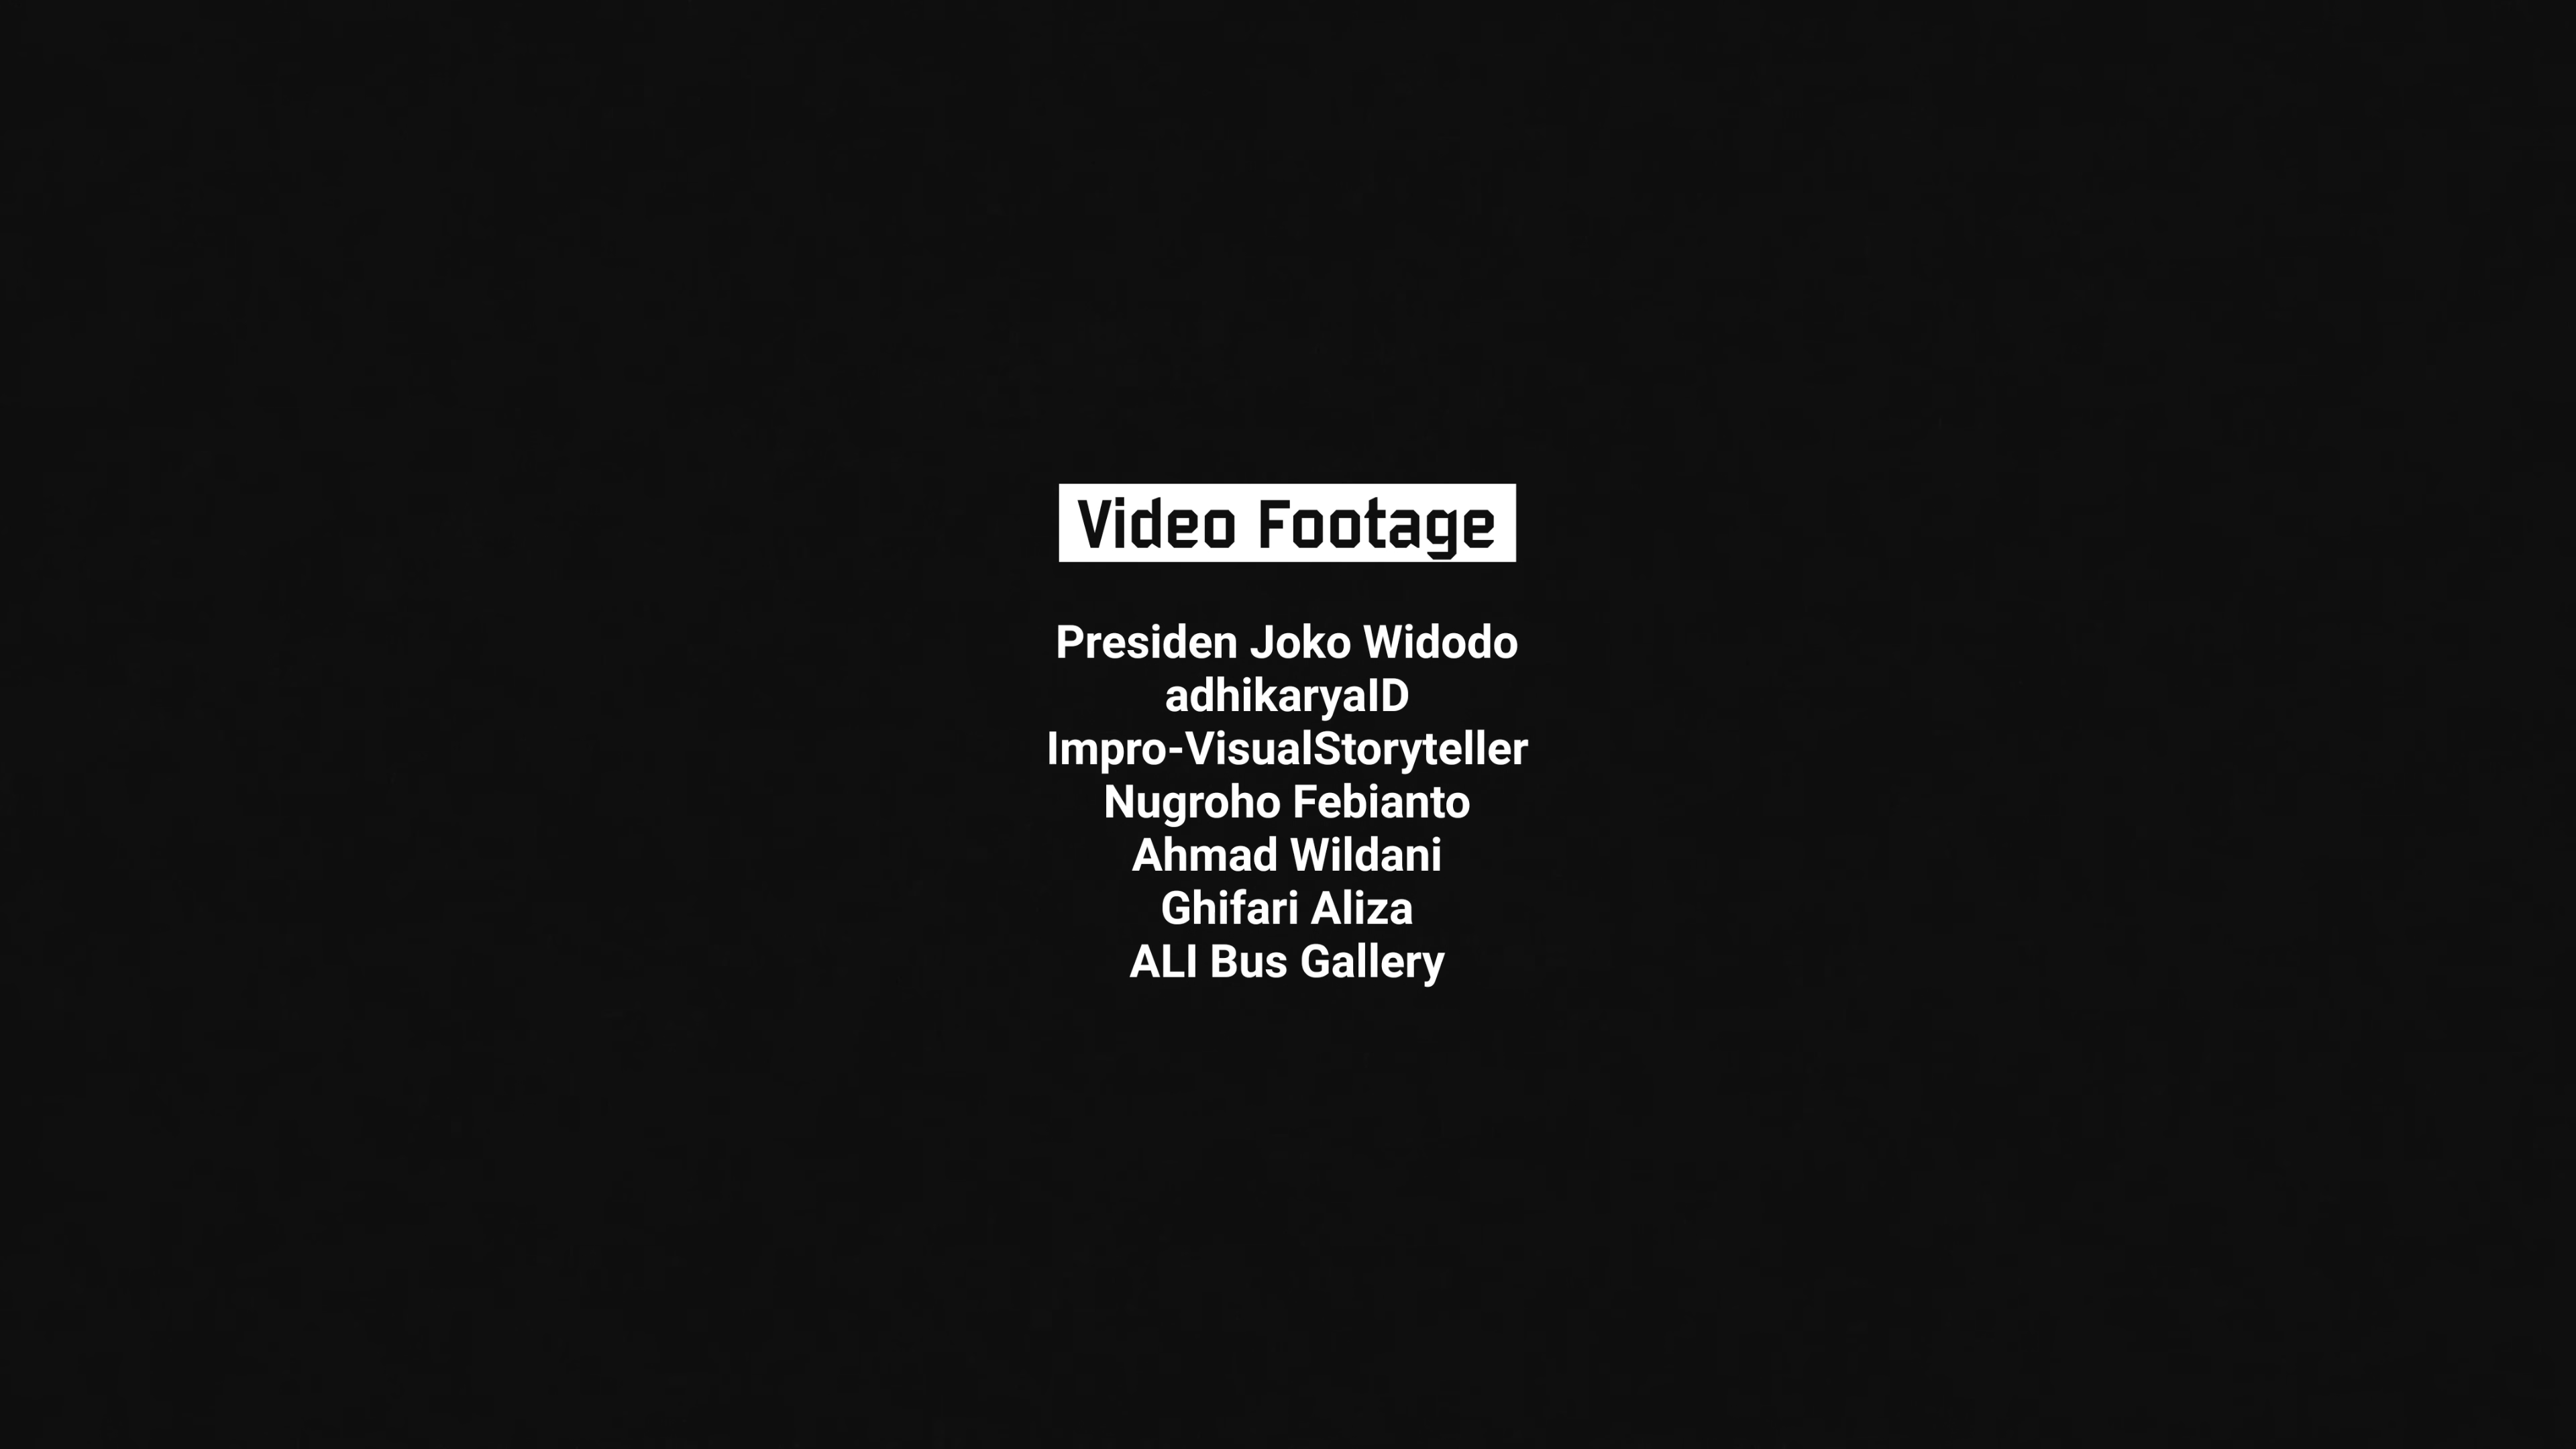 Video Footage
Presiden Joko Widodo
adhikaryaID
Impro-VisualStoryteller
Nugroho Febianto
Ahmad Wildani
Ghifari Aliza
ALI Bus Gallery